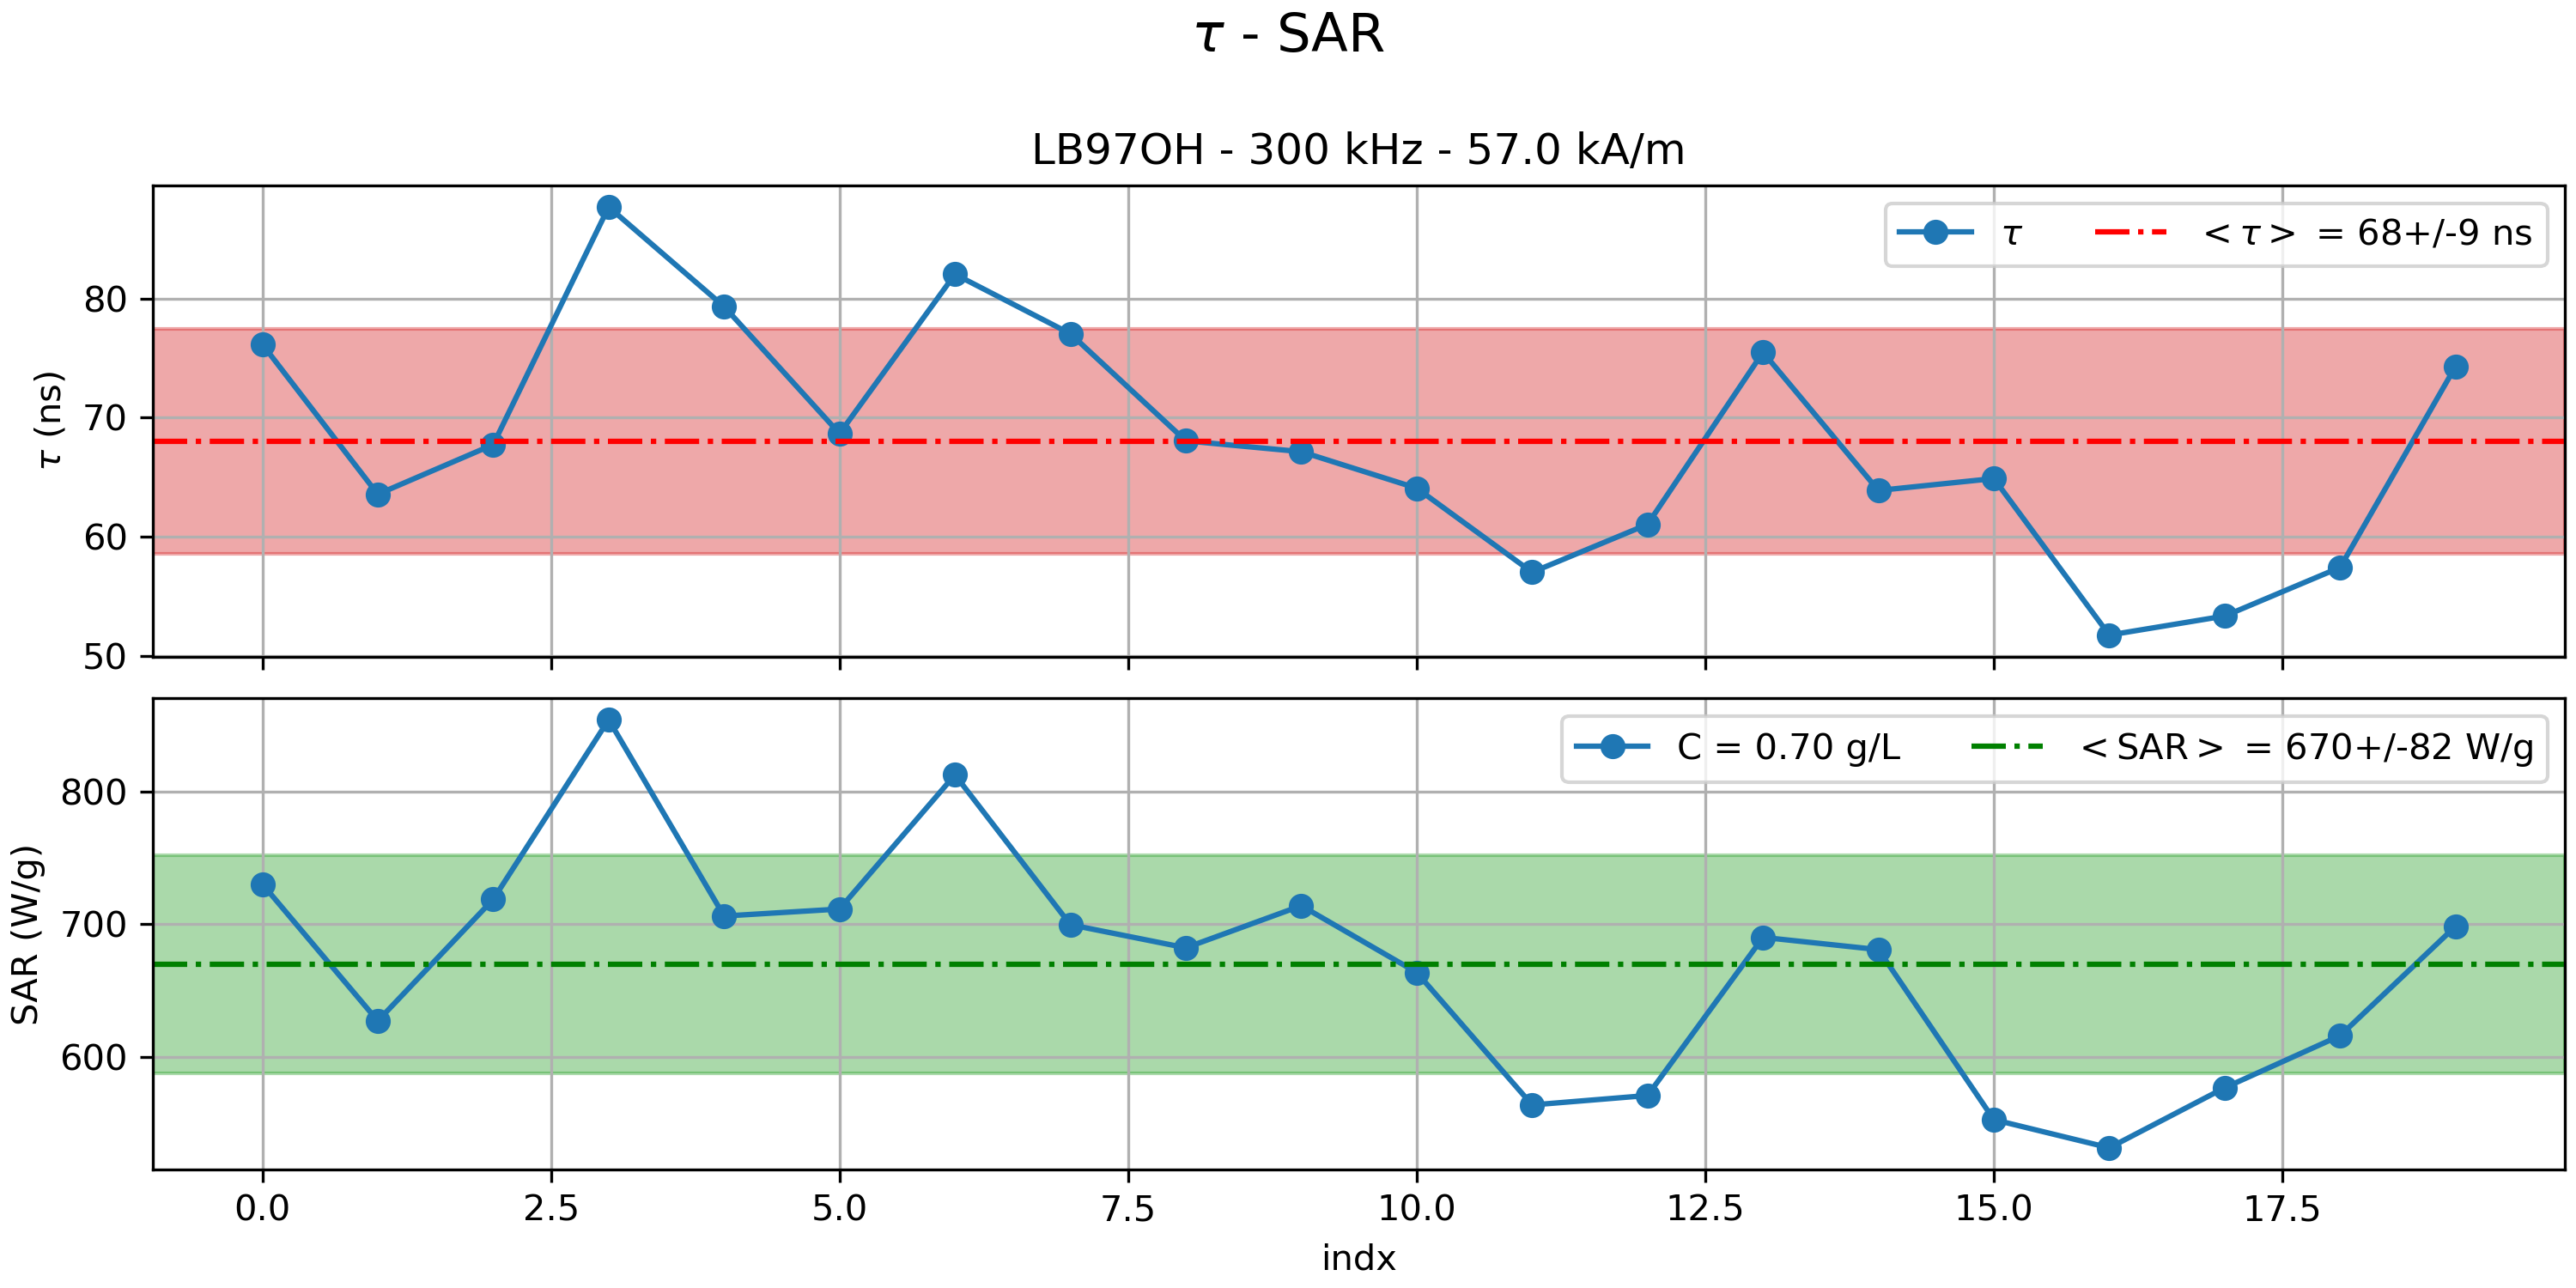 τ - SAR
LB97OH - 300 kHz - 57.0 kA/m
τ
<τ> = 68+/-9 ns
τ (ns)
80
70
60
50
C = 0.70 g/L
<SAR> = 670+/-82 W/g
SAR (W/g)
800
700
600
0.0 2.5 5.0 7.5 10.0 12.5 15.0 17.5
indx